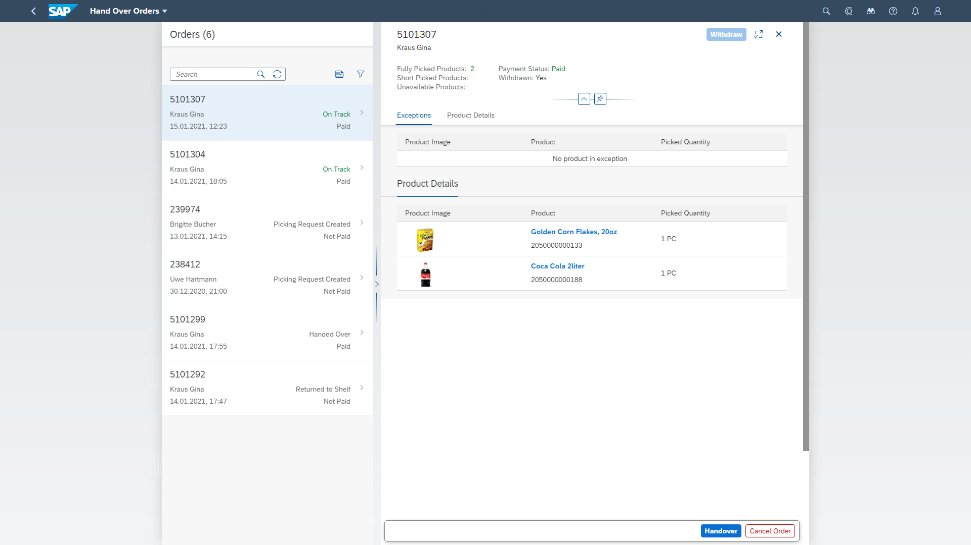 SAP Hand Over Orders
Orders (6)
Search
5101307
Kraus Gina On Track
15.01.2021, 12:23 Paid
5101304
Kraus Gina On Track
14.01.2021, 18:05 Paid
239974
Brigitte Bucher Picking Request Created
13.01.2021, 14:15 Not Paid
238412
Uwe Hartmann Picking Request Created
30.12.2020, 21:00 Not Paid
5101299
Kraus Gina Handed Over
14.01.2021, 17:55 Paid
5101292
Kraus Gina Returned to Shelf
14.01.2021, 17:47 Not Paid
5101307 Withdraw
Kraus Gina
Fully Picked Products: 2 Payment Status: Paid
Short Picked Products: Withdrawn: Yes
Unavailable Products:
Exceptions Product Details
Product Image Product Picked Quantity
No product in exception
Product Details
Product Image Product Picked Quantity
Golden Corn Flakes, 20oz
2050000000133 1 PC
Coca Cola 2liter
2050000000188 1 PC
Handover Cancel Order